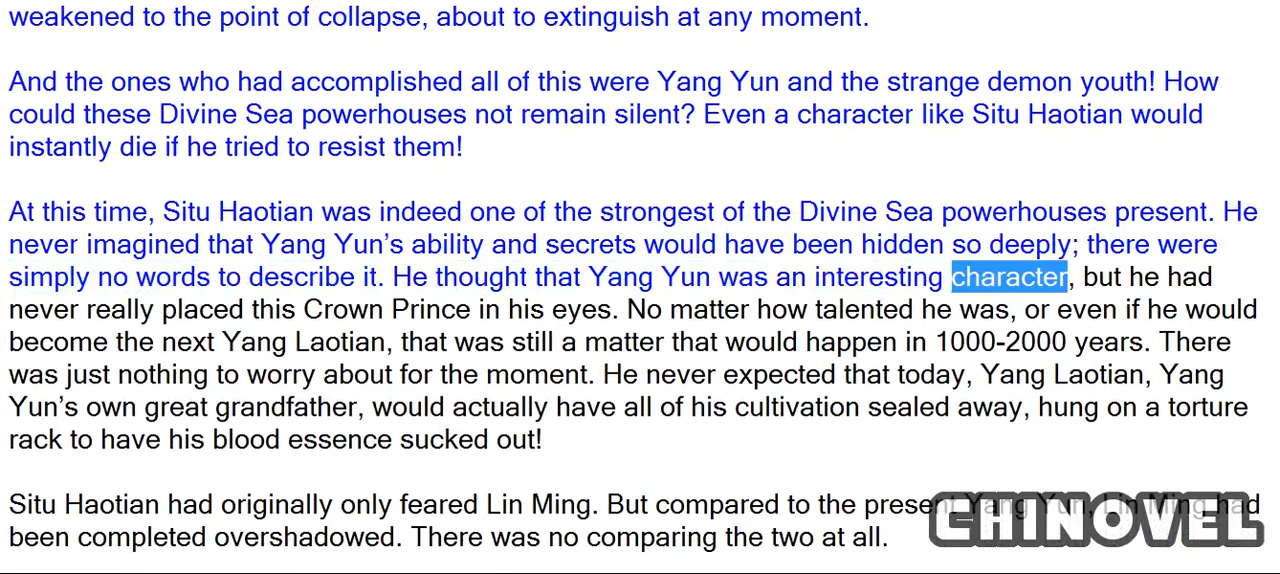 weakened to the point of collapse, about to extinguish at any moment.
And the ones who had accomplished all of this were Yang Yun and the strange demon youth! How
could these Divine Sea powerhouses not remain silent? Even a character like Situ Haotian would
instantly die if he tried to resist them!
At this time, Situ Haotian was indeed one of the strongest of the Divine Sea powerhouses present. He
never imagined that Yang Yun’s ability and secrets would have been hidden so deeply; there were
simply no words to describe it. He thought that Yang Yun was an interesting character, but he had
never really placed this Crown Prince in his eyes. No matter how talented he was, or even if he would
become the next Yang Laotian, that was still a matter that would happen in 1000-2000 years. There
was just nothing to worry about for the moment. He never expected that today, Yang Laotian, Yang
Yun’s own great grandfather, would actually have all of his cultivation sealed away, hung on a torture
rack to have his blood essence sucked out!
Situ Haotian had originally only feared Lin Ming. But compared to the present Yang Yun, Lin Ming had
been completed overshadowed. There was no comparing the two at all.
CHINOVEL